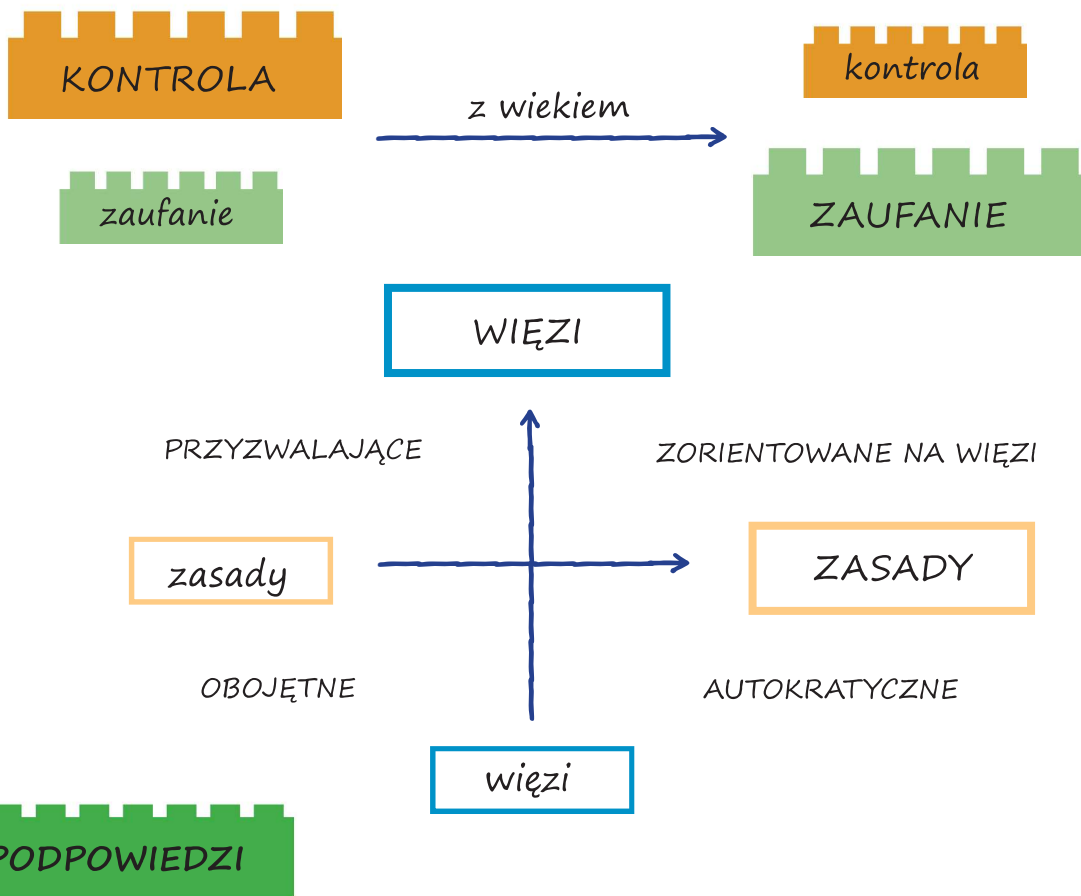 KONTROLA
kontrola
z wiekiem
zaufanie
ZAUFANIE
WIĘZI
PRZYZWALAJĄCE
ZORIENTOWANE NA WIĘZI
zasady
ZASADY
OBOJĘTNE
AUTOKRATYCZNE
więzi
PODPOWIEDZI